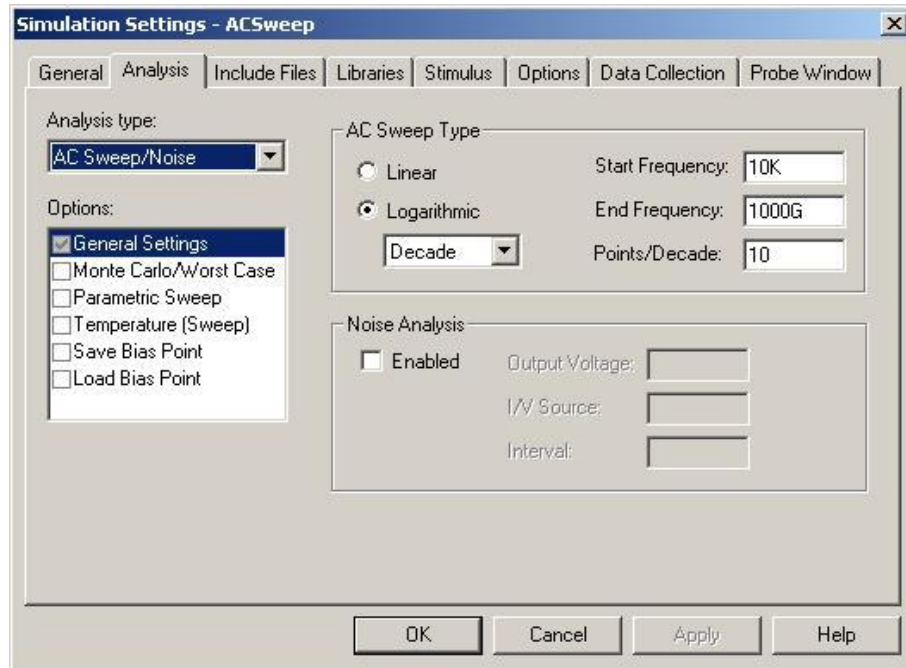 Simulation Settings - ACSweep
General Analysis Include Files Libraries Stimulus Options Data Collection Probe Window
Analysis type:
AC Sweep/Noise
Options:
General Settings
Monte Carlo/Worst Case
Parametric Sweep
Temperature (Sweep)
Save Bias Point
Load Bias Point
AC Sweep Type
Linear
Logarithmic
Decade
Start Frequency: 10K
End Frequency: 1000G
Points/Decade: 10
Noise Analysis
Enabled
Output Voltage:
I/V Source:
Interval:
OK Cancel Apply Help